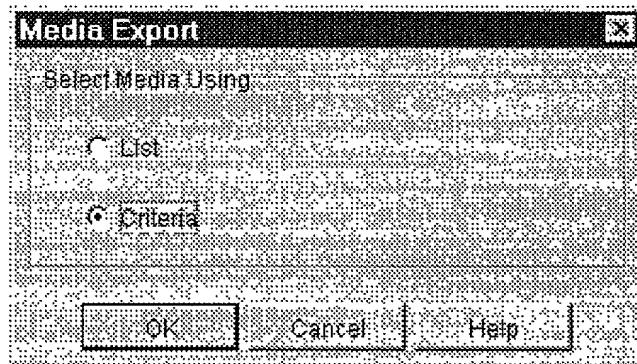 Media Export
Select Media Using
List
Criteria
OK Cancel Help